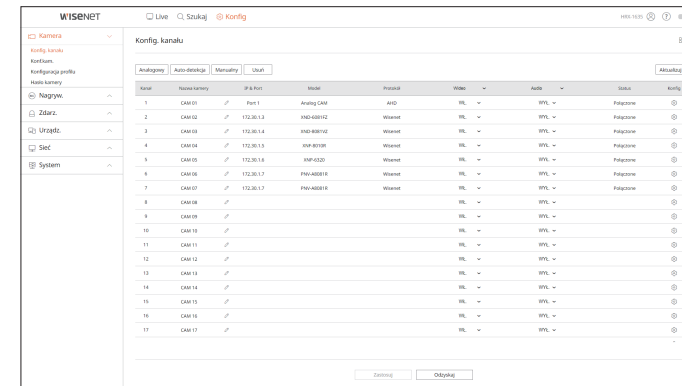 WISENET
Live Szukaj Konfig
HRX-1635
Kamera
Konfig. kanału
Konf.kam.
Konfiguracja profilu
Hasło kamery
Nagryw.
Zdarz.
Urządz.
Sieć
System
Konfig. kanału
Analogowy Auto-detekcja Manualny Usuń Aktualizuj
Kanał Nazwa kamery IP & Port Model Protokół Wideo Audio Status Konfig
1 CAM 01 Port 1 Analog CAM AHD WŁ. WYŁ. Połączone
2 CAM 02 172.30.1.3 XND-6081FZ Wisenet WŁ. WYŁ. Połączone
3 CAM 03 172.30.1.4 XND-8081VZ Wisenet WŁ. WYŁ. Połączone
4 CAM 04 172.30.1.5 XNF-8010R Wisenet WŁ. WYŁ. Połączone
5 CAM 05 172.30.1.6 XNP-6320 Wisenet WŁ. WYŁ. Połączone
6 CAM 06 172.30.1.7 PNV-A8081R Wisenet WŁ. WYŁ. Połączone
7 CAM 07 172.30.1.7 PNV-A9081R Wisenet WŁ. WYŁ. Połączone
8 CAM 08 WŁ. WYŁ.
9 CAM 09 WŁ. WYŁ.
10 CAM 10 WŁ. WYŁ.
11 CAM 11 WŁ. WYŁ.
12 CAM 12 WŁ. WYŁ.
13 CAM 13 WŁ. WYŁ.
14 CAM 14 WŁ. WYŁ.
15 CAM 15 WŁ. WYŁ.
16 CAM 16 WŁ. WYŁ.
17 CAM 17 WŁ. WYŁ.
Zastosuj Odzyskaj